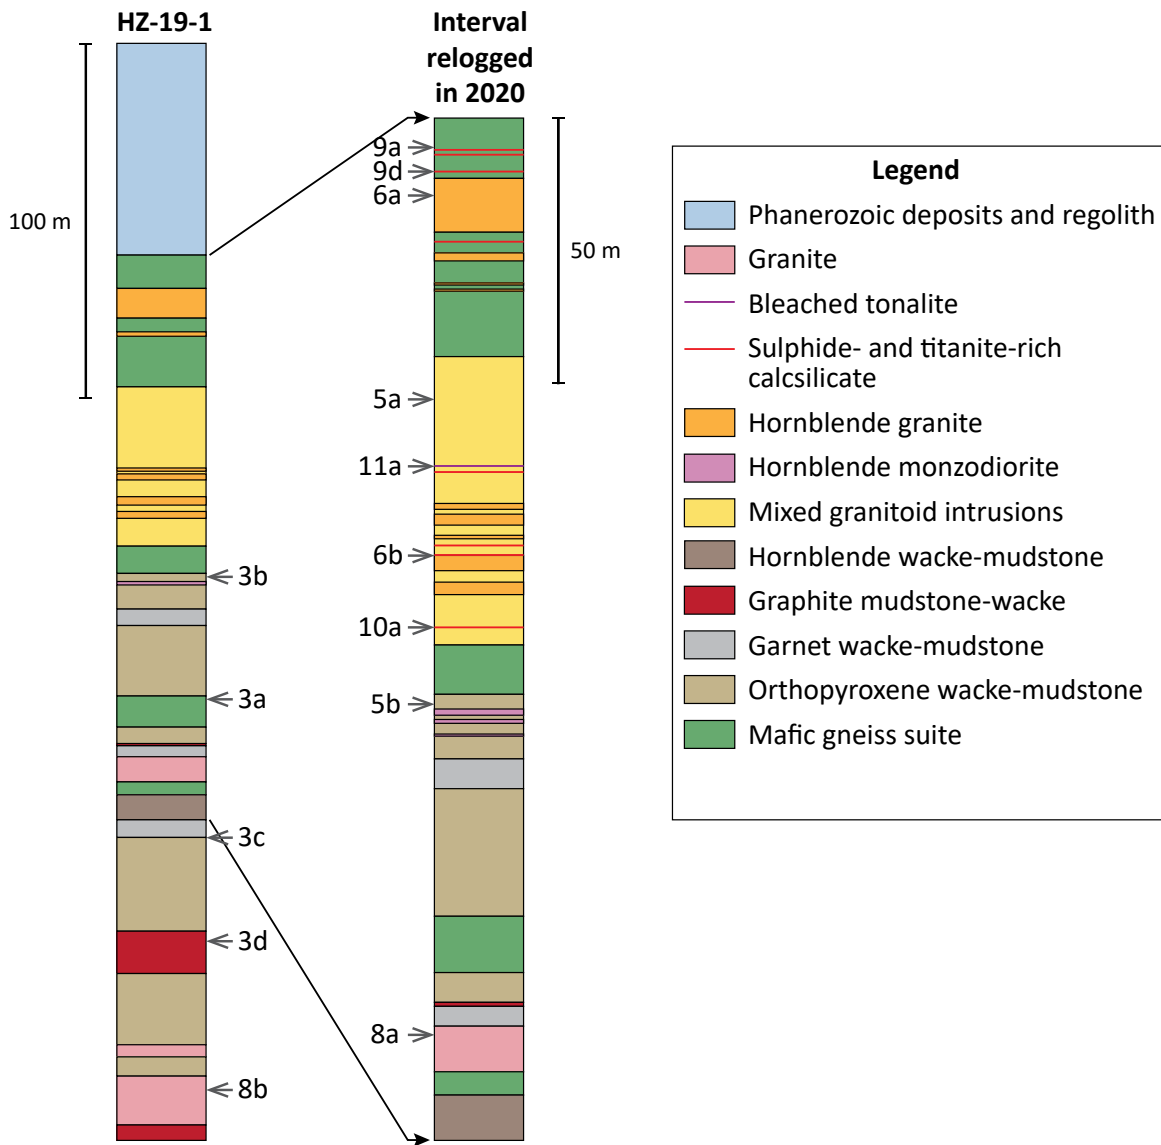 HZ-19-1
Interval
relogged
in 2020
100 m
50 m
9a
9d
6a
5a
11a
6b
10a
5b
8a
3b
3a
3c
3d
8b
Legend
Phanerozoic deposits and regolith
Granite
Bleached tonalite
Sulphide- and titanite-rich
calcsilicate
Hornblende granite
Hornblende monzodiorite
Mixed granitoid intrusions
Hornblende wacke-mudstone
Graphite mudstone-wacke
Garnet wacke-mudstone
Orthopyroxene wacke-mudstone
Mafic gneiss suite